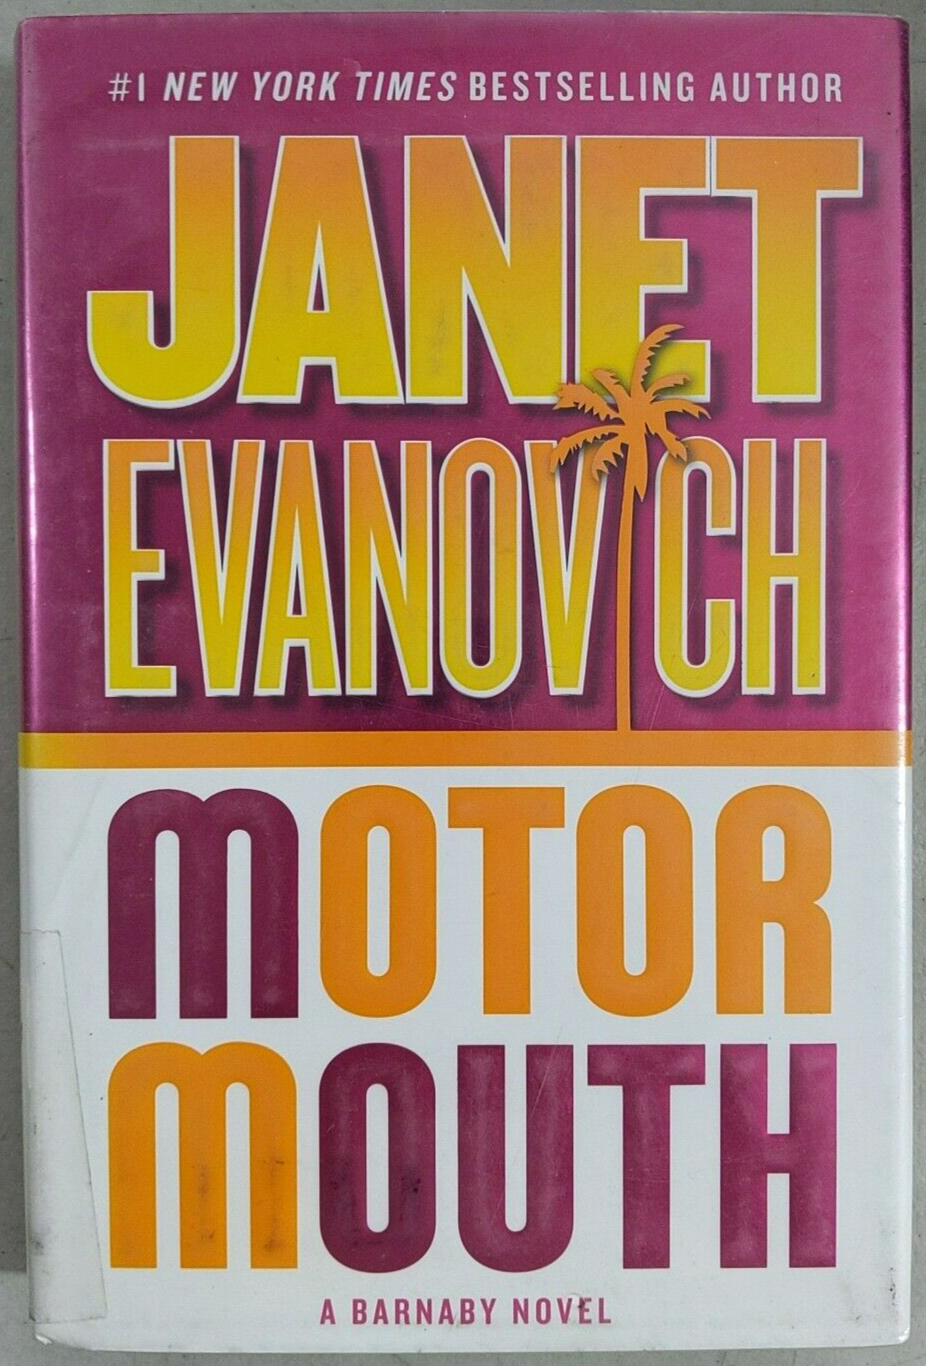 #1 NEW YORK TIMES BESTSELLING AUTHOR
JANET
EVANOVICH
MOTOR
MOUTH
A BARNABY NOVEL